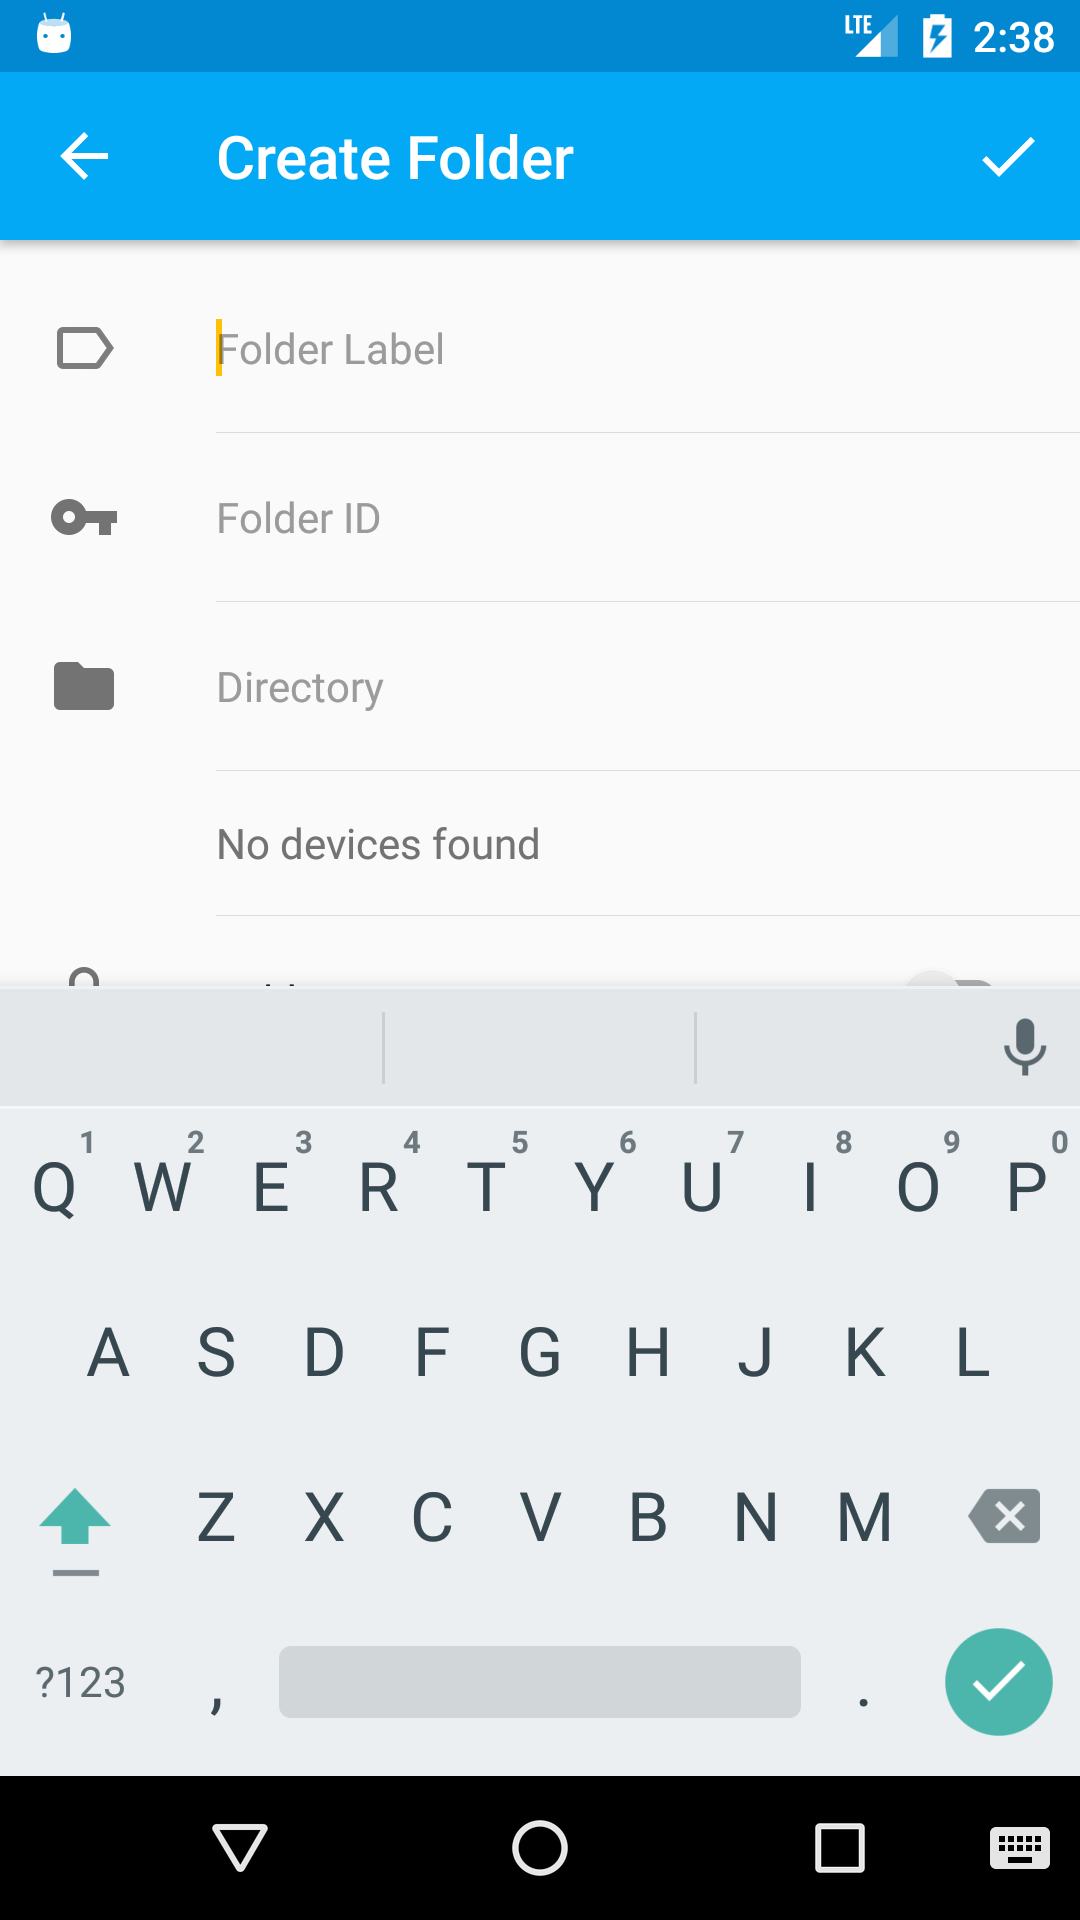 LTE 2:38
Create Folder
Folder Label
Folder ID
Directory
No devices found
1 2 3 4 5 6 7 8 9 0
Q W E R T Y U I O P
A S D F G H J K L
Z X C V B N M
?123 , .